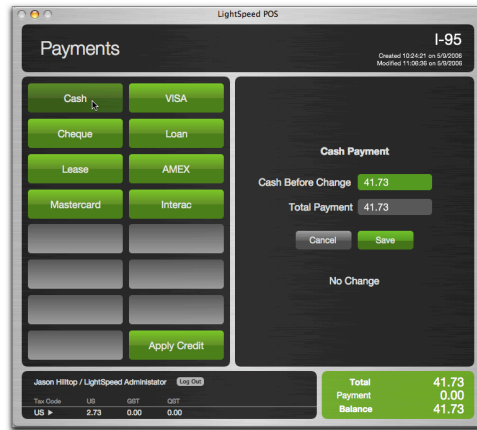 LightSpeed POS
Payments
I-95
Created 10:24:21 on 5/9/2006
Modified 11:06:36 on 5/9/2006
Cash VISA
Cheque Loan
Lease AMEX
Mastercard Interac
Apply Credit
Cash Payment
Cash Before Change 41.73
Total Payment 41.73
Cancel Save
No Change
Jason Hilltop / LightSpeed Administator Log Out
Tax Code US GST QST
US ▶ 2.73 0.00 0.00
Total 41.73
Payment 0.00
Balance 41.73